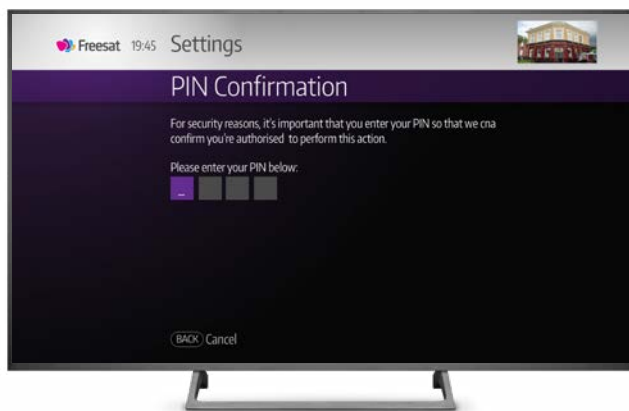 Freesat 19:45 Settings
PIN Confirmation
For security reasons, it's important that you enter your PIN so that we cna
confirm you're authorised to perform this action.
Please enter your PIN below:
_
BACK Cancel